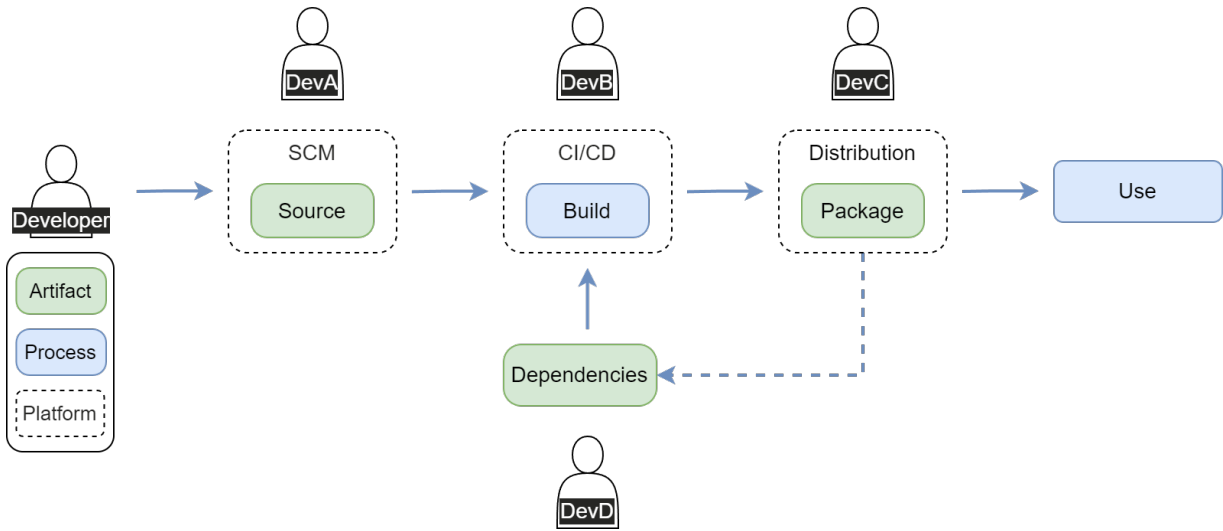 DevA
DevB
DevC
SCM
CI/CD
Distribution
Developer
Source
Build
Package
Use
Artifact
Process
Platform
Dependencies
DevD